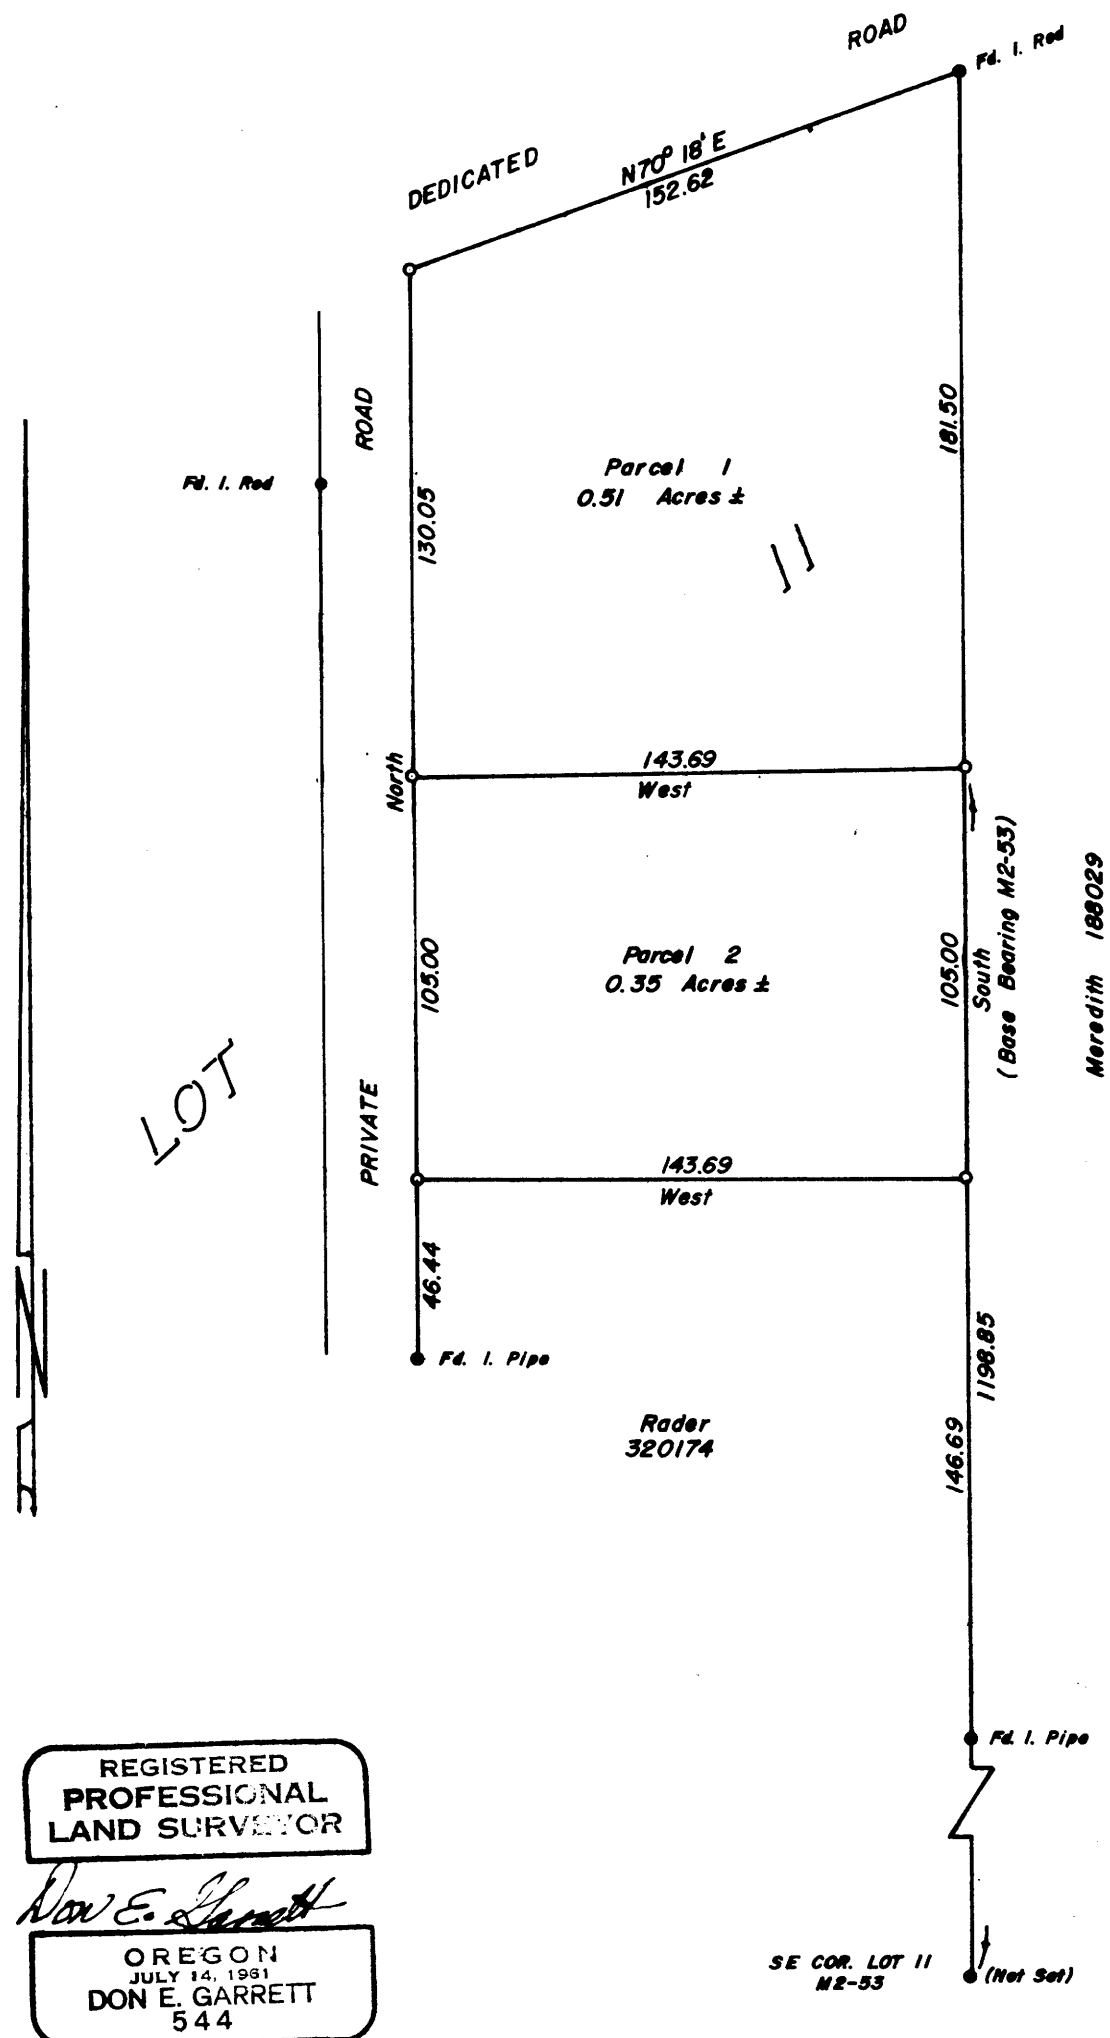 ROAD
Fd. I. Rod
DEDICATED
N70° 18' E
152.62
ROAD
181.50
Fd. I. Rod
Parcel 1
0.51 Acres ±
130.05
11
North
143.69
West
South
(Base Bearing M2-53)
Meredith 188029
Parcel 2
0.35 Acres ±
105.00
105.00
LOT
PRIVATE
143.69
West
46.44
N
Fd. I. Pipe
1198.85
Rader
320174
146.69
Fd. I. Pipe
REGISTERED
PROFESSIONAL
LAND SURVEYOR
Don E. Garrett
OREGON
JULY 14, 1961
DON E. GARRETT
544
SE COR. LOT 11
M2-53
(Not Set)